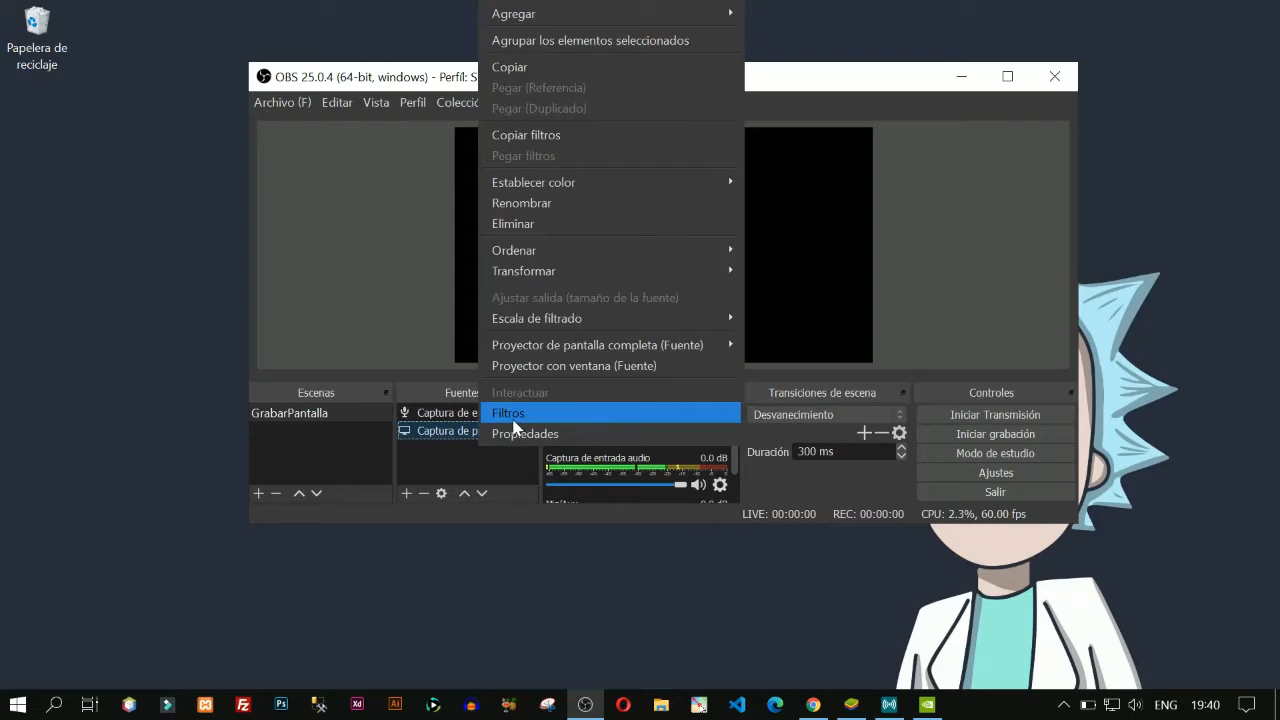 Papelera de
reciclaje
OBS 25.0.4 (64-bit, windows) - Perfil: S
Archivo (F)
Editar
Vista
Perfil
Colecció
Agregar
Agrupar los elementos seleccionados
Copiar
Pegar (Referencia)
Pegar (Duplicado)
Copiar filtros
Pegar filtros
Establecer color
Renombrar
Eliminar
Ordenar
Transformar
Ajustar salida (tamaño de la fuente)
Escala de filtrado
Proyector de pantalla completa (Fuente)
Proyector con ventana (Fuente)
Interactuar
Filtros
Propiedades
Escenas
GrabarPantalla
Fuentes
Captura de e
Captura de p
Captura de entrada audio
0.0 dB
Transiciones de escena
Desvanecimiento
Duración
300 ms
Controles
Iniciar Transmisión
Iniciar grabación
Modo de estudio
Ajustes
Salir
LIVE: 00:00:00
REC: 00:00:00
CPU: 2.3%, 60.00 fps
Ps
Xd
Ai
ENG
19:40